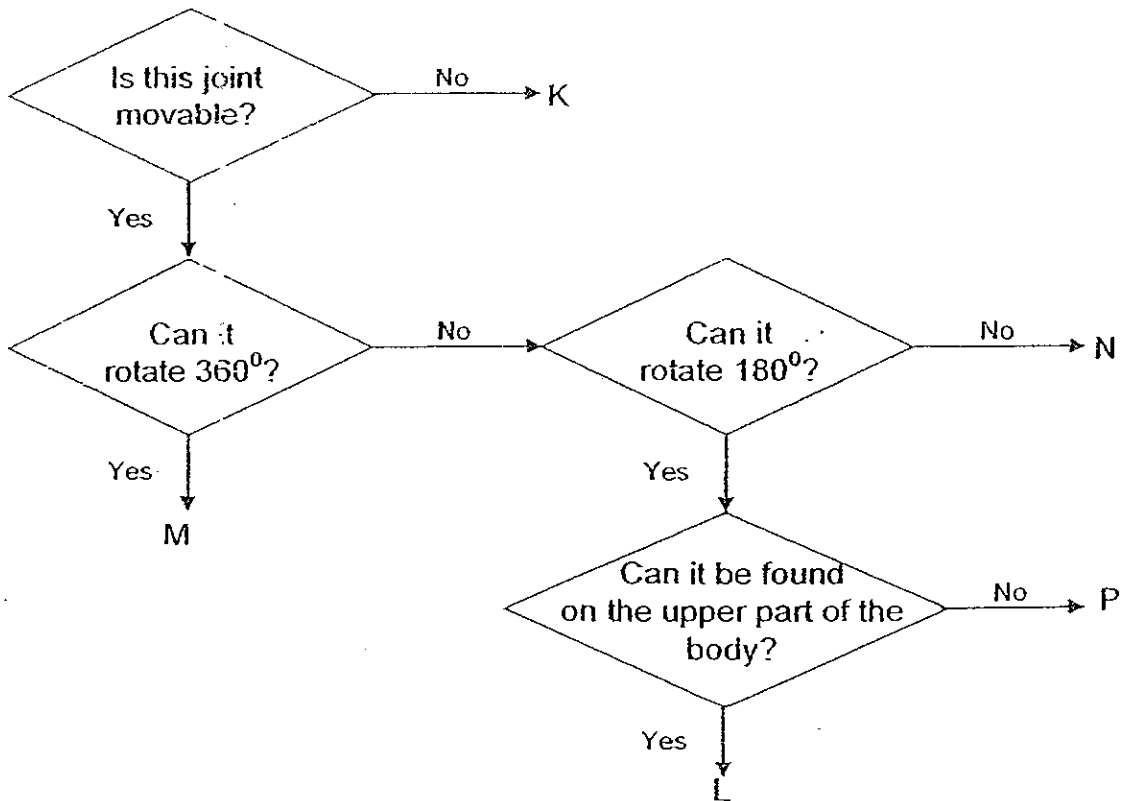 Is this joint
movable?
No
K
Yes
Can it
rotate 360⁰?
No
Can it
rotate 180⁰?
No
N
Yes
M
Yes
Can it be found
on the upper part of the
body?
No
P
Yes
L